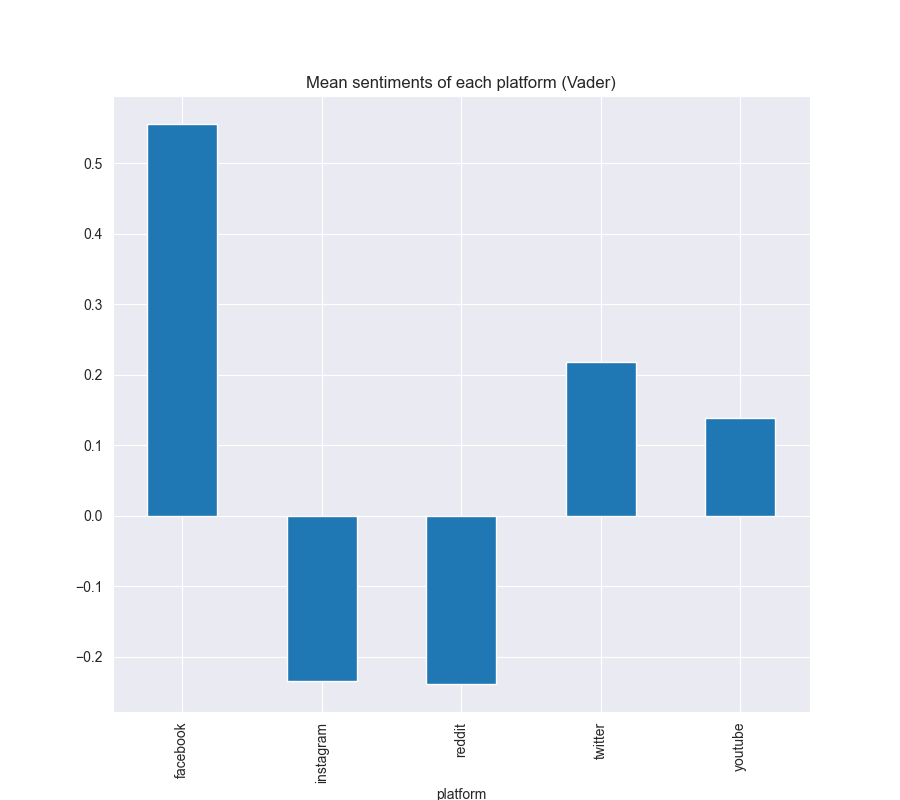 Mean sentiments of each platform (Vader)
0.5
0.4
0.3
0.2
0.1
0.0
−0.1
−0.2
facebook
instagram
reddit
twitter
youtube
platform